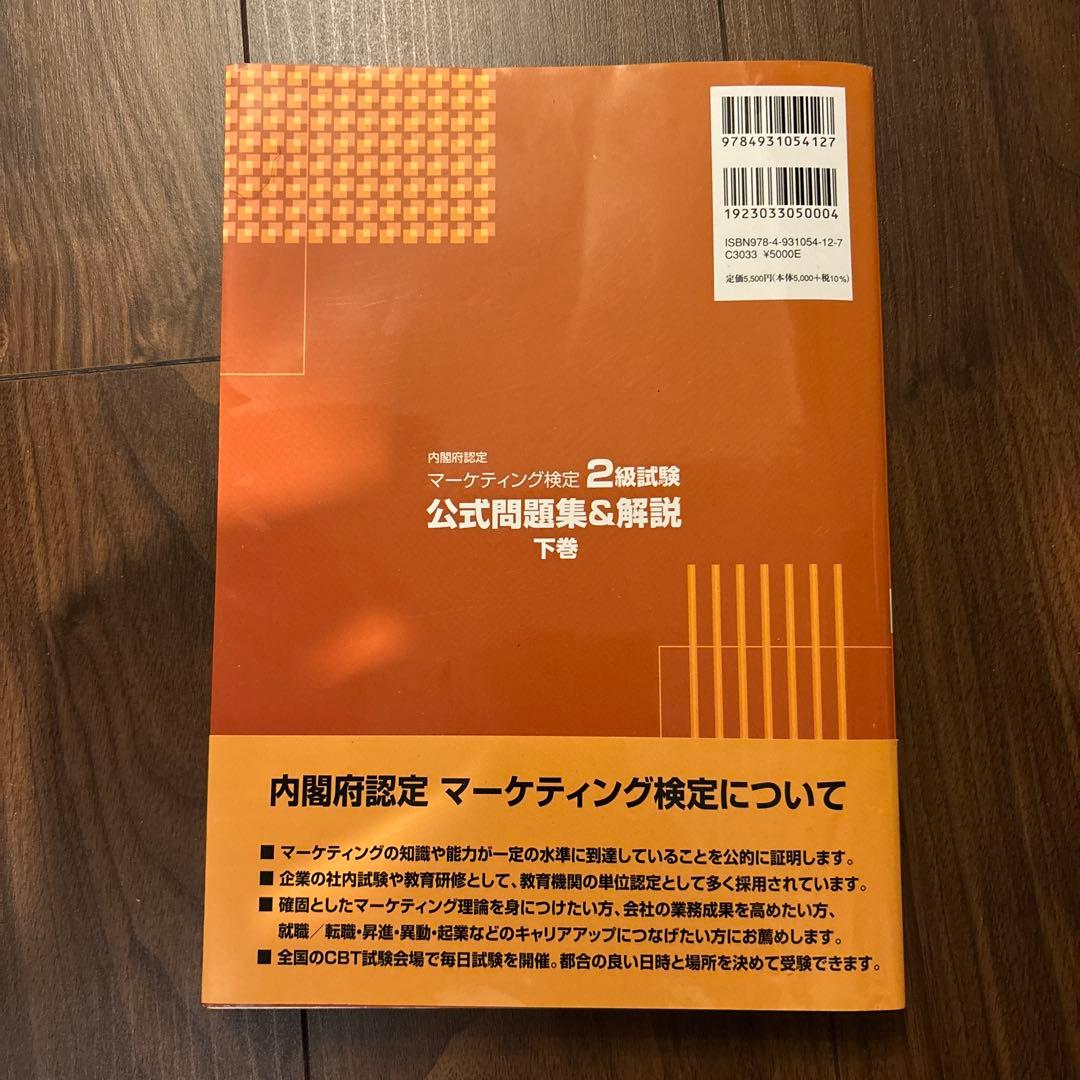 9784931054127
1923033050004
ISBN978-4-931054-12-7
C3033 ¥5000E
定価5,500円(本体5,000+税10%)
内閣府認定
マーケティング検定 2級試験
公式問題集&解説
下巻
内閣府認定 マーケティング検定について
■ マーケティングの知識や能力が一定の水準に到達していることを公的に証明します。
■ 企業の社内試験や教育研修として、教育機関の単位認定として多く採用されています。
■ 確固としたマーケティング理論を身につけたい方、会社の業務成果を高めたい方、
就職／転職・昇進・異動・起業などのキャリアアップにつなげたい方にお薦めします。
■ 全国のCBT試験会場で毎日試験を開催。都合の良い日時と場所を決めて受験できます。